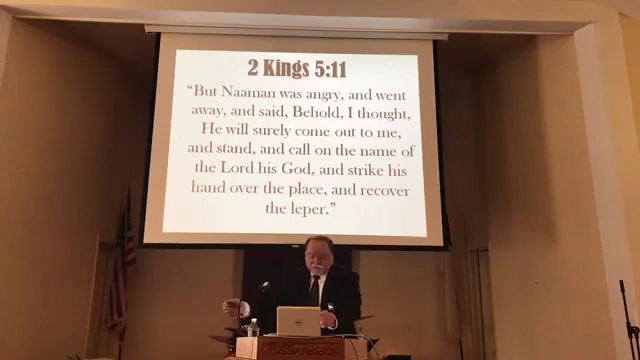 2 Kings 5:11
"But Naaman was angry, and went
away, and said, Behold, I thought,
He will surely come out to me,
and stand, and call on the name of
the Lord his God, and strike his
hand over the place, and recover
the leper."